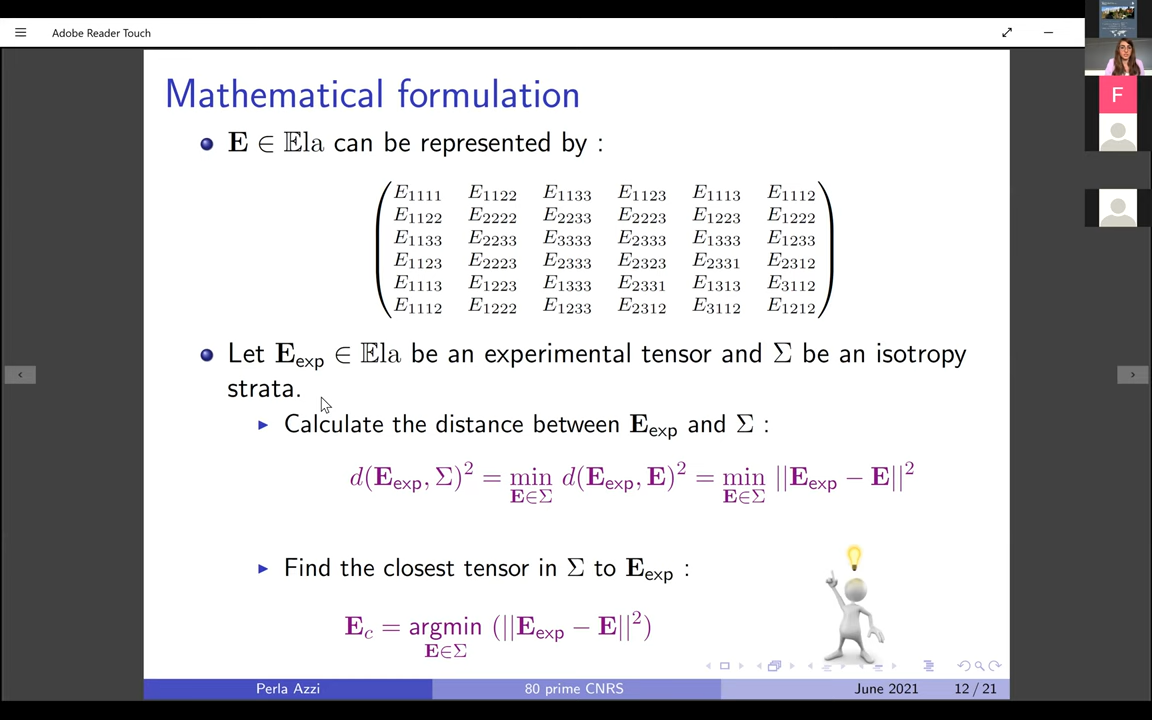 Adobe Reader Touch
F
Mathematical formulation
E ∈ 𝔼la can be represented by :
E1111 E1122 E1133 E1123 E1113 E1112
E1122 E2222 E2233 E2223 E1223 E1222
E1133 E2233 E3333 E2333 E1333 E1233
E1123 E2223 E2333 E2323 E2331 E2312
E1113 E1223 E1333 E2331 E1313 E3112
E1112 E1222 E1233 E2312 E3112 E1212
Let Eexp ∈ 𝔼la be an experimental tensor and Σ be an isotropy
strata.
Calculate the distance between Eexp and Σ :
d(Eexp, Σ)² = min E∈Σ d(Eexp, E)² = min E∈Σ ||Eexp − E||²
Find the closest tensor in Σ to Eexp :
Ec = argmin E∈Σ (||Eexp − E||²)
Perla Azzi 80 prime CNRS June 2021 12 / 21